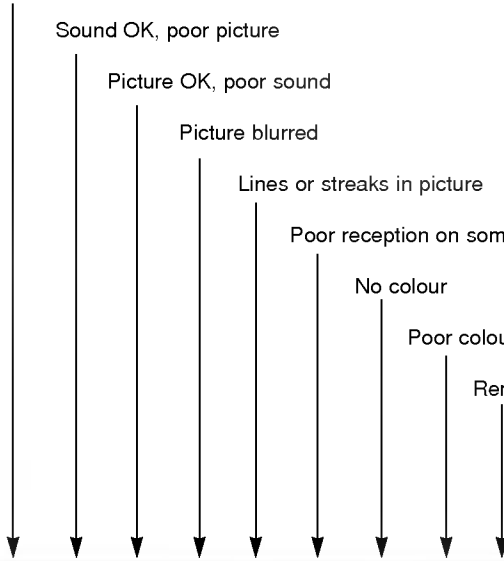 Sound OK, poor picture
Picture OK, poor sound
Picture blurred
Lines or streaks in picture
Poor reception on som
No colour
Poor colou
Rer